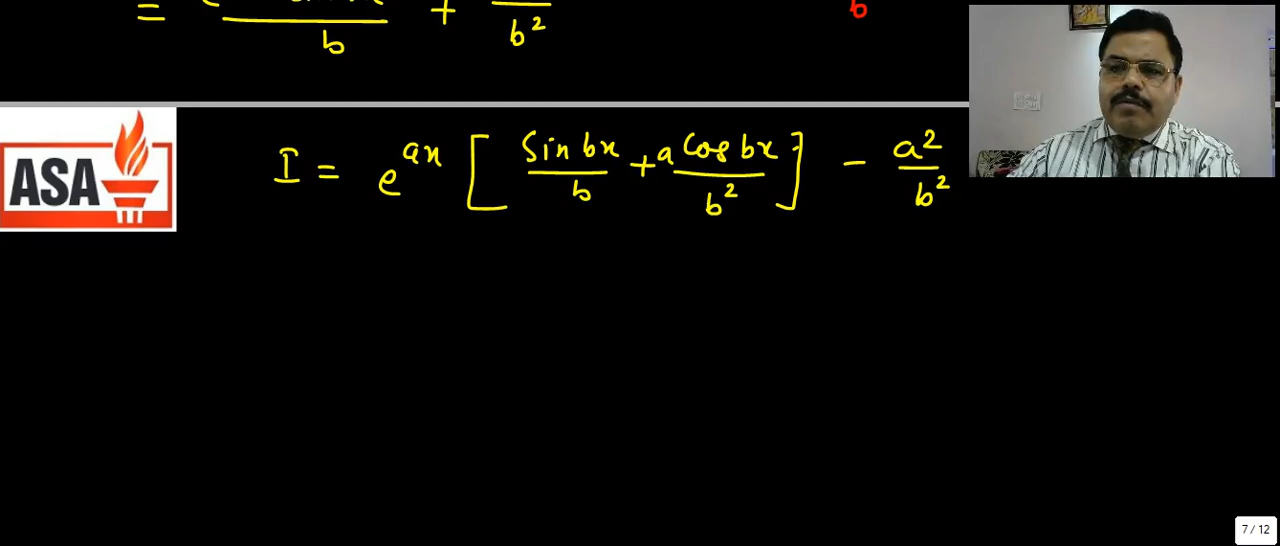 = b + b²
b
I = e^{ax} [ Sin bx / b + a Cos bx / b² ] - a² / b²
ASA
7 / 12